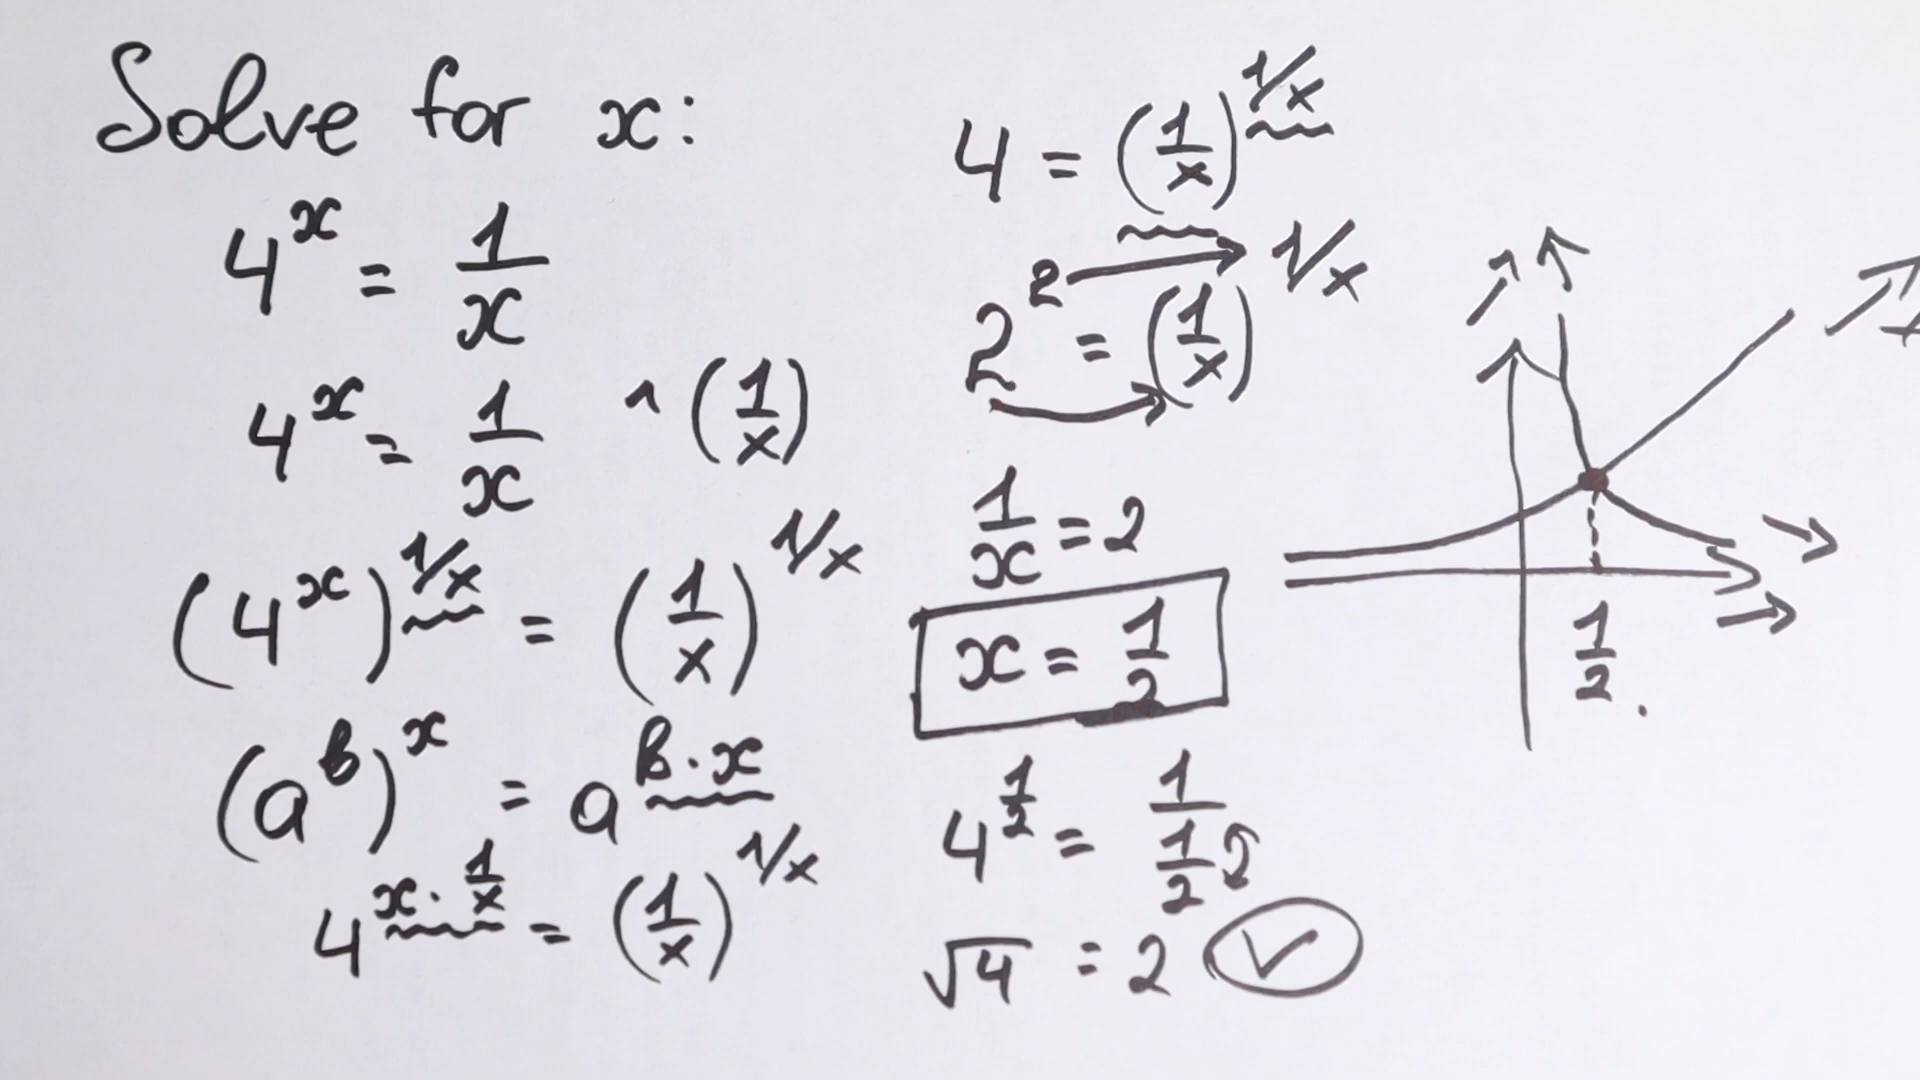 Solve for x:
4^x = 1/x
4^x = 1/x ^ (1/x)
(4^x)^1/x = (1/x)^1/x
(a^b)^x = a^b·x
4^x·1/x = (1/x)^1/x
4 = (1/x)^1/x
2^2 = (1/x)^1/x
1/x = 2
x = 1/2
4^1/2 = 1/(1/2)
√4 = 2 ✓
1/2